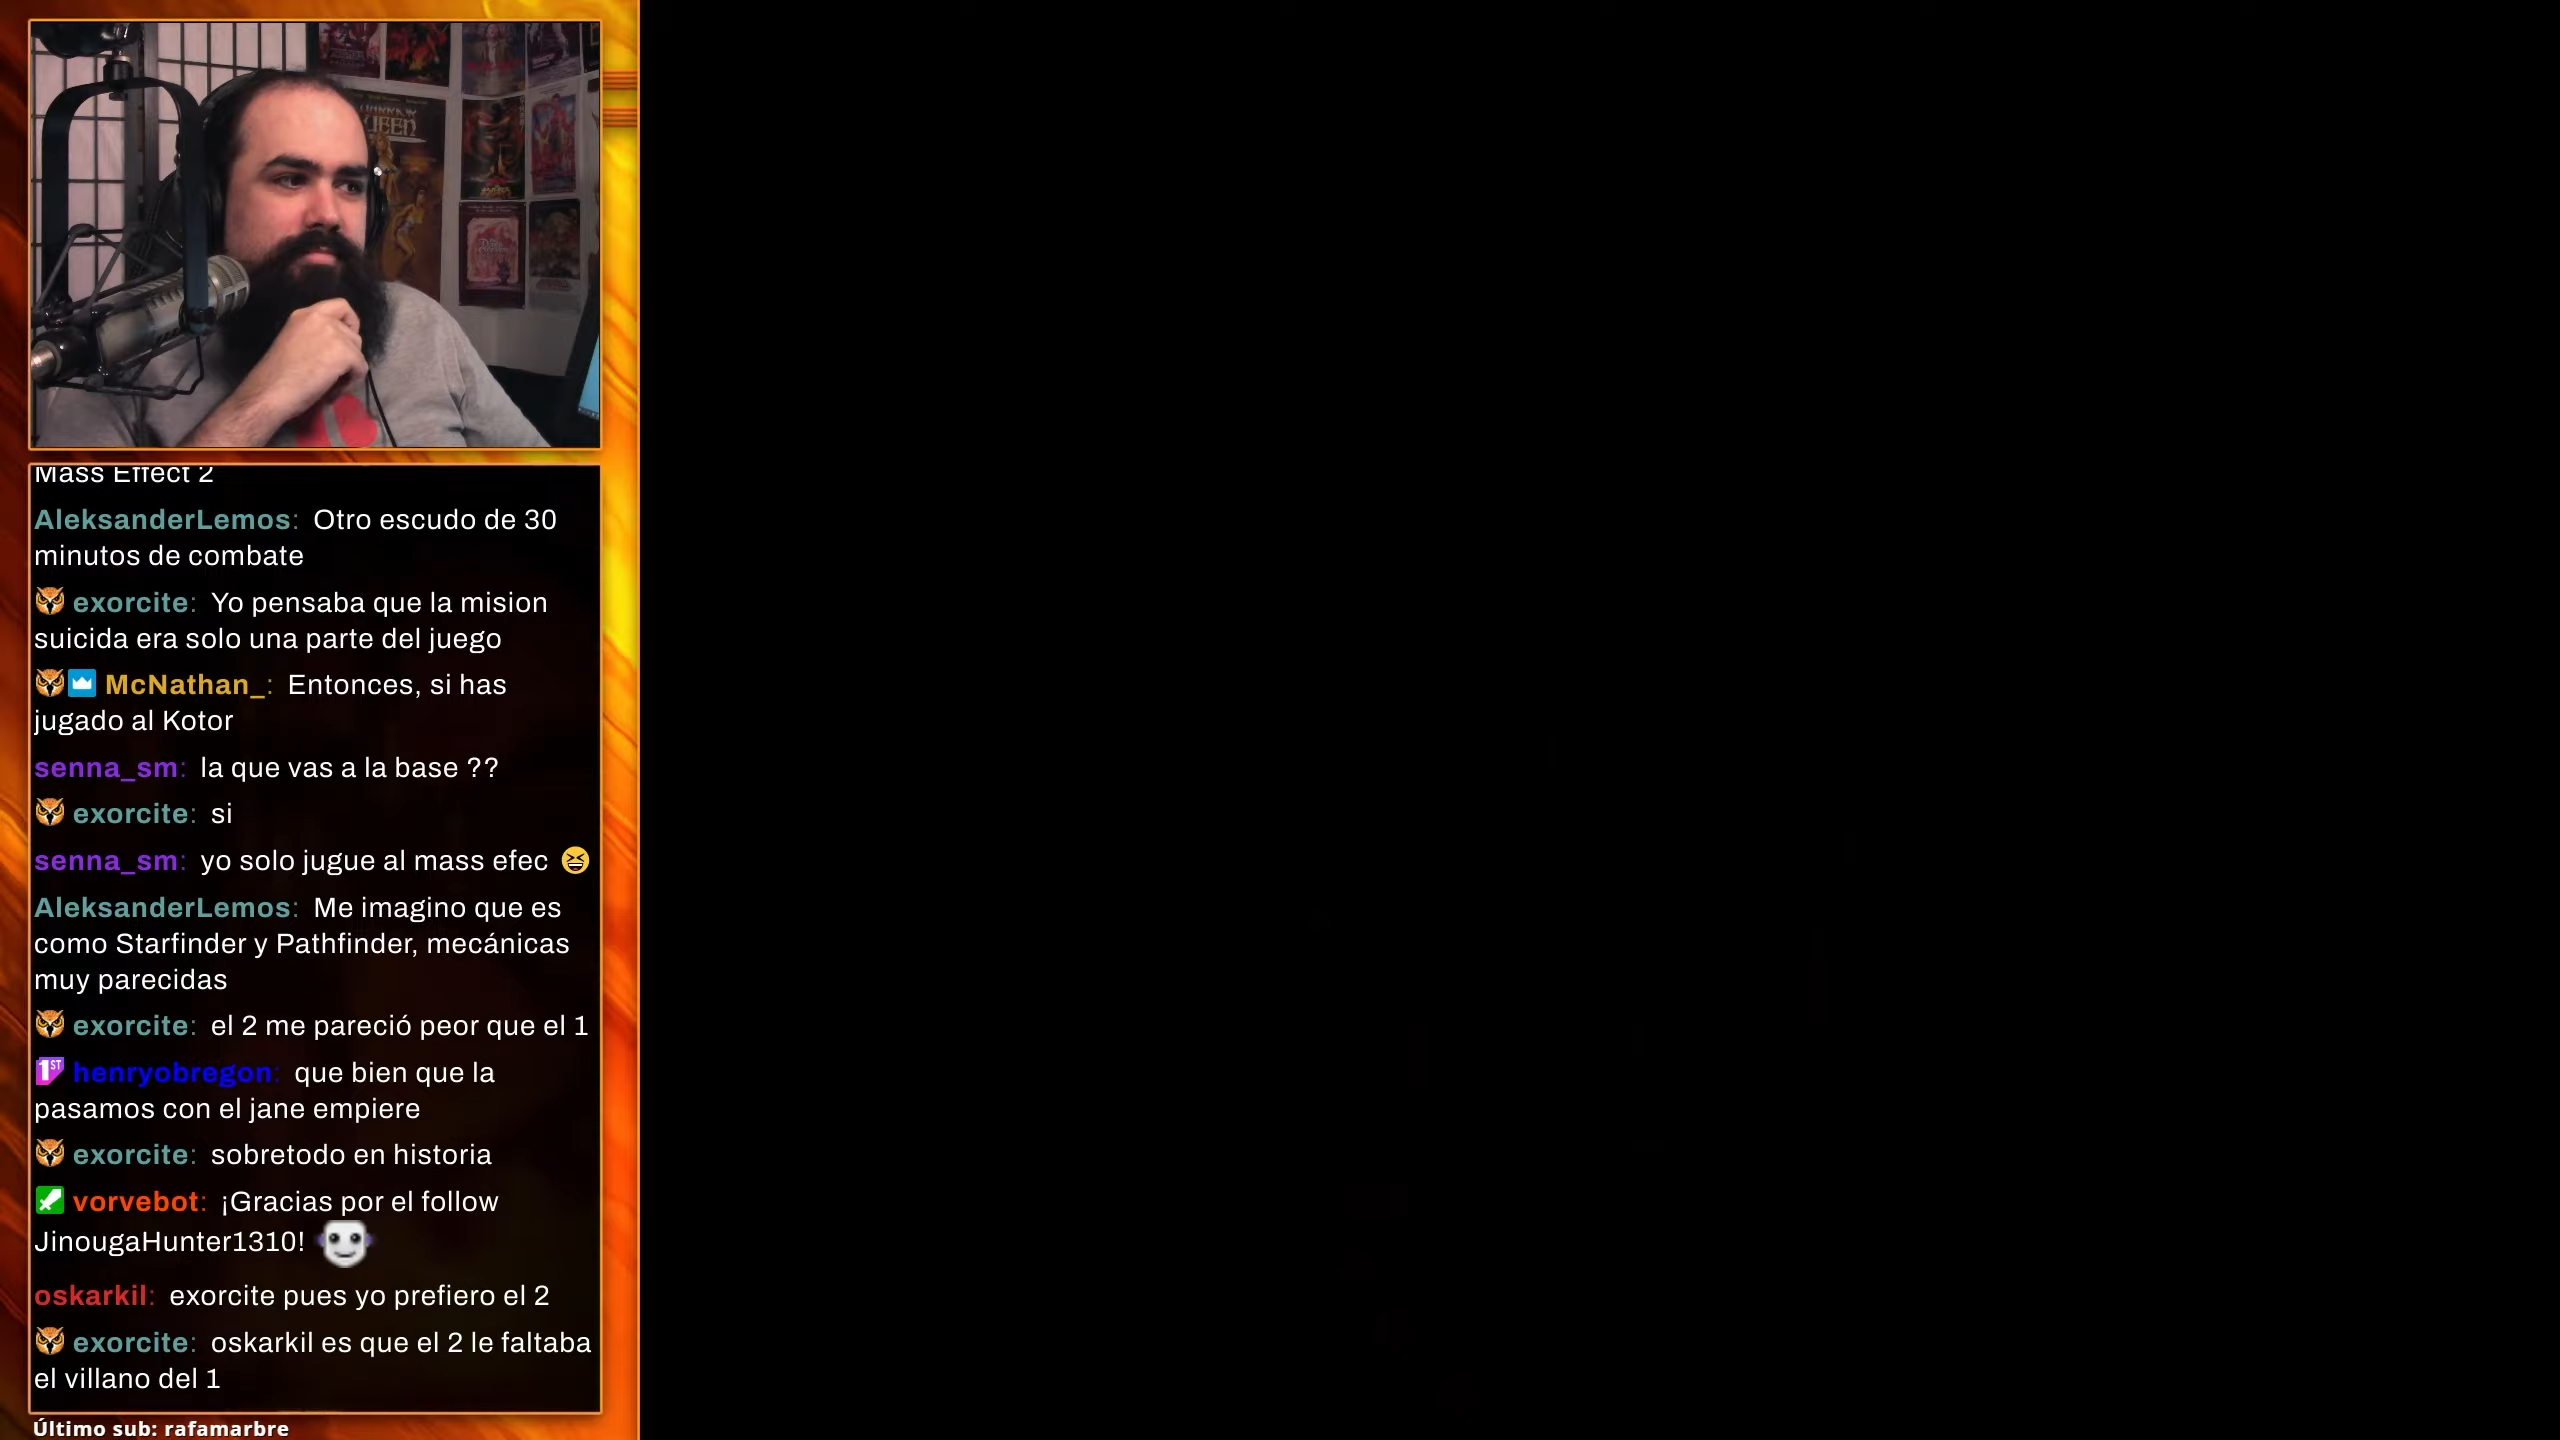 QUEEN
Mass Effect 2
AleksanderLemos: Otro escudo de 30
minutos de combate
exorcite: Yo pensaba que la mision
suicida era solo una parte del juego
McNathan_: Entonces, si has
jugado al Kotor
senna_sm: la que vas a la base ??
exorcite: si
senna_sm: yo solo jugue al mass efec 😆
AleksanderLemos: Me imagino que es
como Starfinder y Pathfinder, mecánicas
muy parecidas
exorcite: el 2 me pareció peor que el 1
1ST henryobregon: que bien que la
pasamos con el jane empiere
exorcite: sobretodo en historia
vorvebot: ¡Gracias por el follow
JinougaHunter1310!
oskarkil: exorcite pues yo prefiero el 2
exorcite: oskarkil es que el 2 le faltaba
el villano del 1
Último sub: rafamarbre